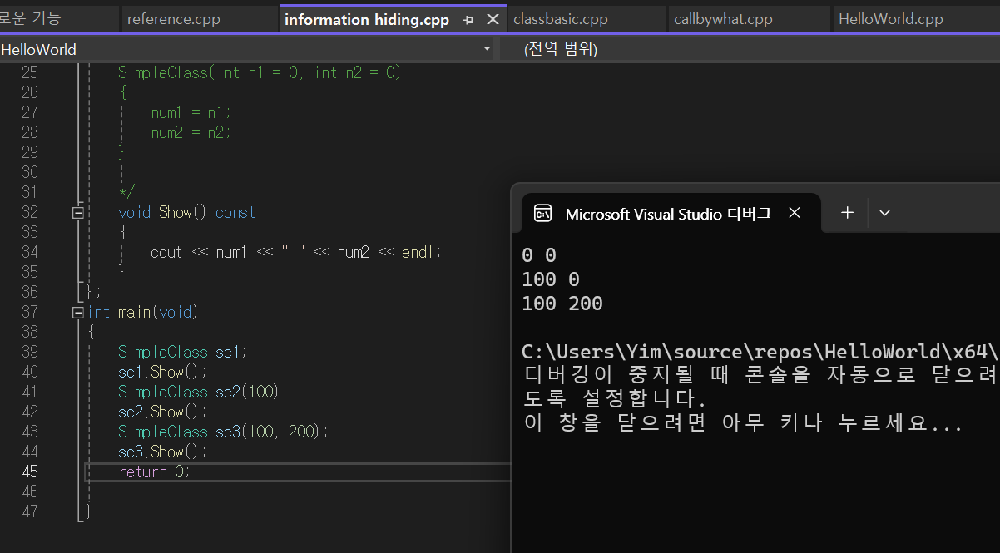 로운 기능 reference.cpp information hiding.cpp classbasic.cpp callbywhat.cpp HelloWorld.cpp
HelloWorld (전역 범위)
25 SimpleClass(int n1 = 0, int n2 = 0)
26 {
27 num1 = n1;
28 num2 = n2;
29 }
30
31 */
32 void Show() const
33 {
34 cout << num1 << " " << num2 << endl;
35 }
36 };
37 int main(void)
38 {
39 SimpleClass sc1;
40 sc1.Show();
41 SimpleClass sc2(100);
42 sc2.Show();
43 SimpleClass sc3(100, 200);
44 sc3.Show();
45 return 0;
46
47 }
Microsoft Visual Studio 디버그
0 0
100 0
100 200
C:\Users\Yim\source\repos\HelloWorld\x64\
디버깅이 중지될 때 콘솔을 자동으로 닫으려
도록 설정합니다.
이 창을 닫으려면 아무 키나 누르세요...